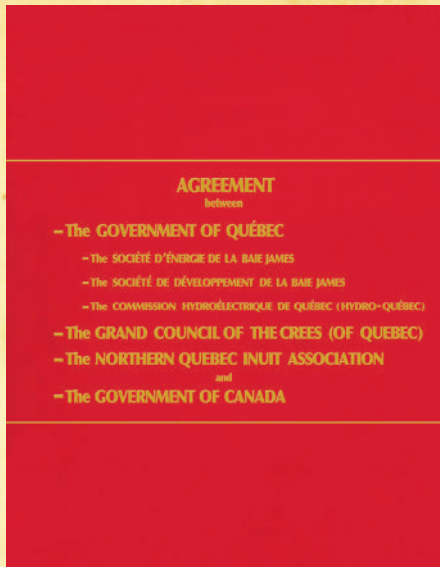 AGREEMENT
between
– The GOVERNMENT OF QUÉBEC
– The SOCIÉTÉ D'ÉNERGIE DE LA BAIE JAMES
– The SOCIÉTÉ DE DÉVELOPPEMENT DE LA BAIE JAMES
– The COMMISSION HYDROÉLECTRIQUE DE QUÉBEC (HYDRO-QUÉBEC)
– The GRAND COUNCIL OF THE CREES (OF QUEBEC)
– The NORTHERN QUEBEC INUIT ASSOCIATION
and
– The GOVERNMENT OF CANADA